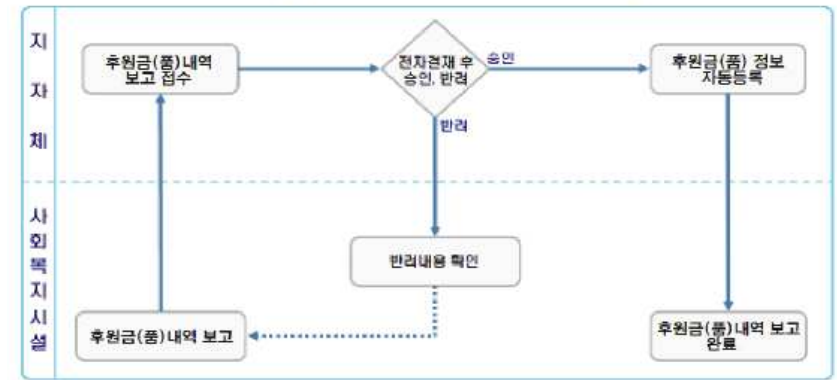 지자체
후원금(품)내역
보고 접수
전자결재 후
승인, 반려
승인
후원금(품) 정보
자동등록
반려
사회복지시설
반려내용 확인
후원금(품)내역 보고
후원금(품)내역 보고
완료